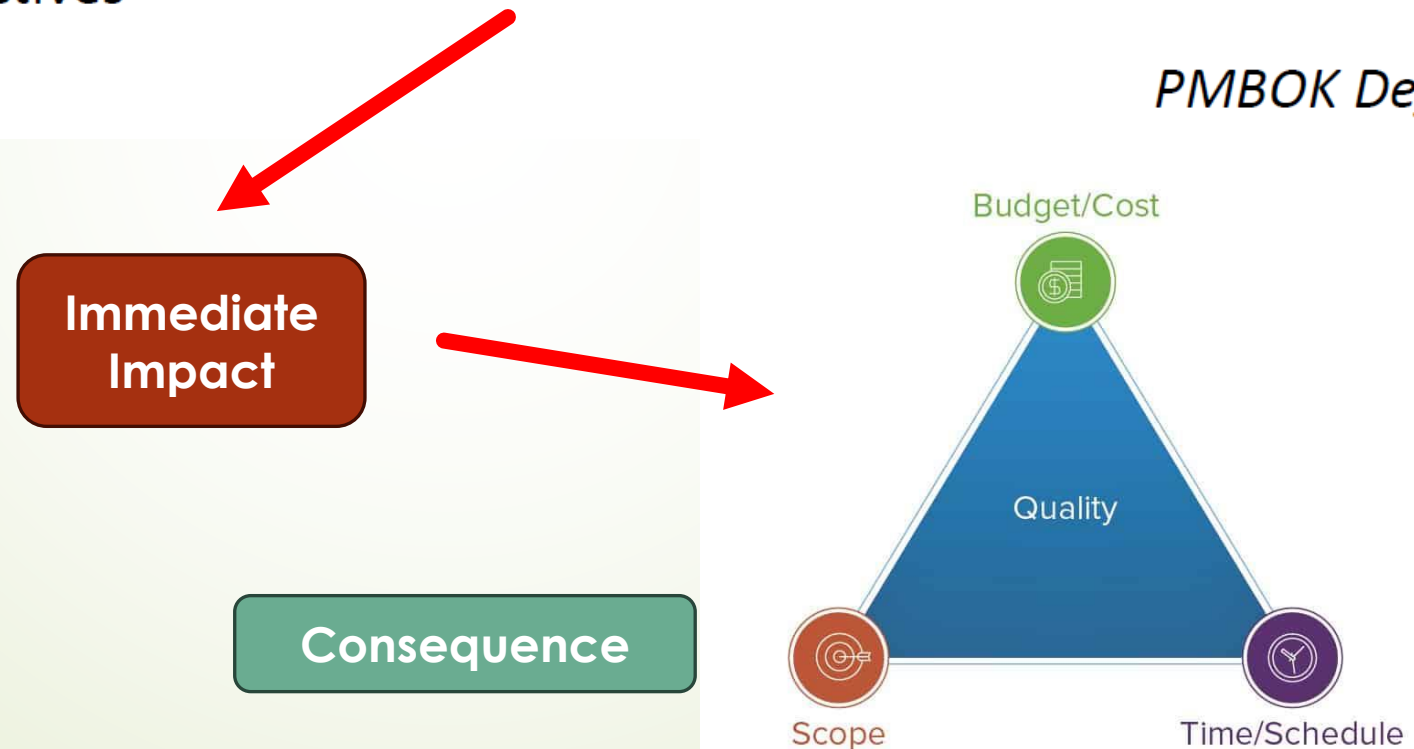 PMBOK
Budget/Cost
Immediate
Impact
Quality
Consequence
Scope
Time/Schedule